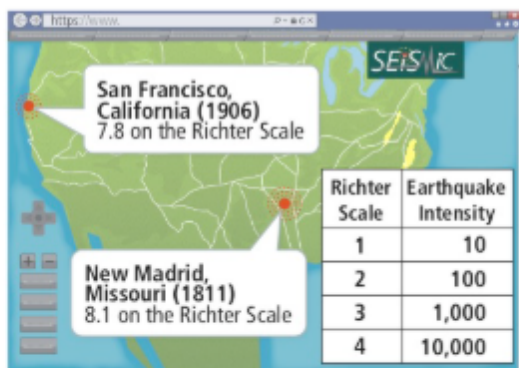 https://www.
SEISMIC
San Francisco,
California (1906)
7.8 on the Richter Scale
New Madrid,
Missouri (1811)
8.1 on the Richter Scale
Richter Scale Earthquake Intensity
1 10
2 100
3 1,000
4 10,000